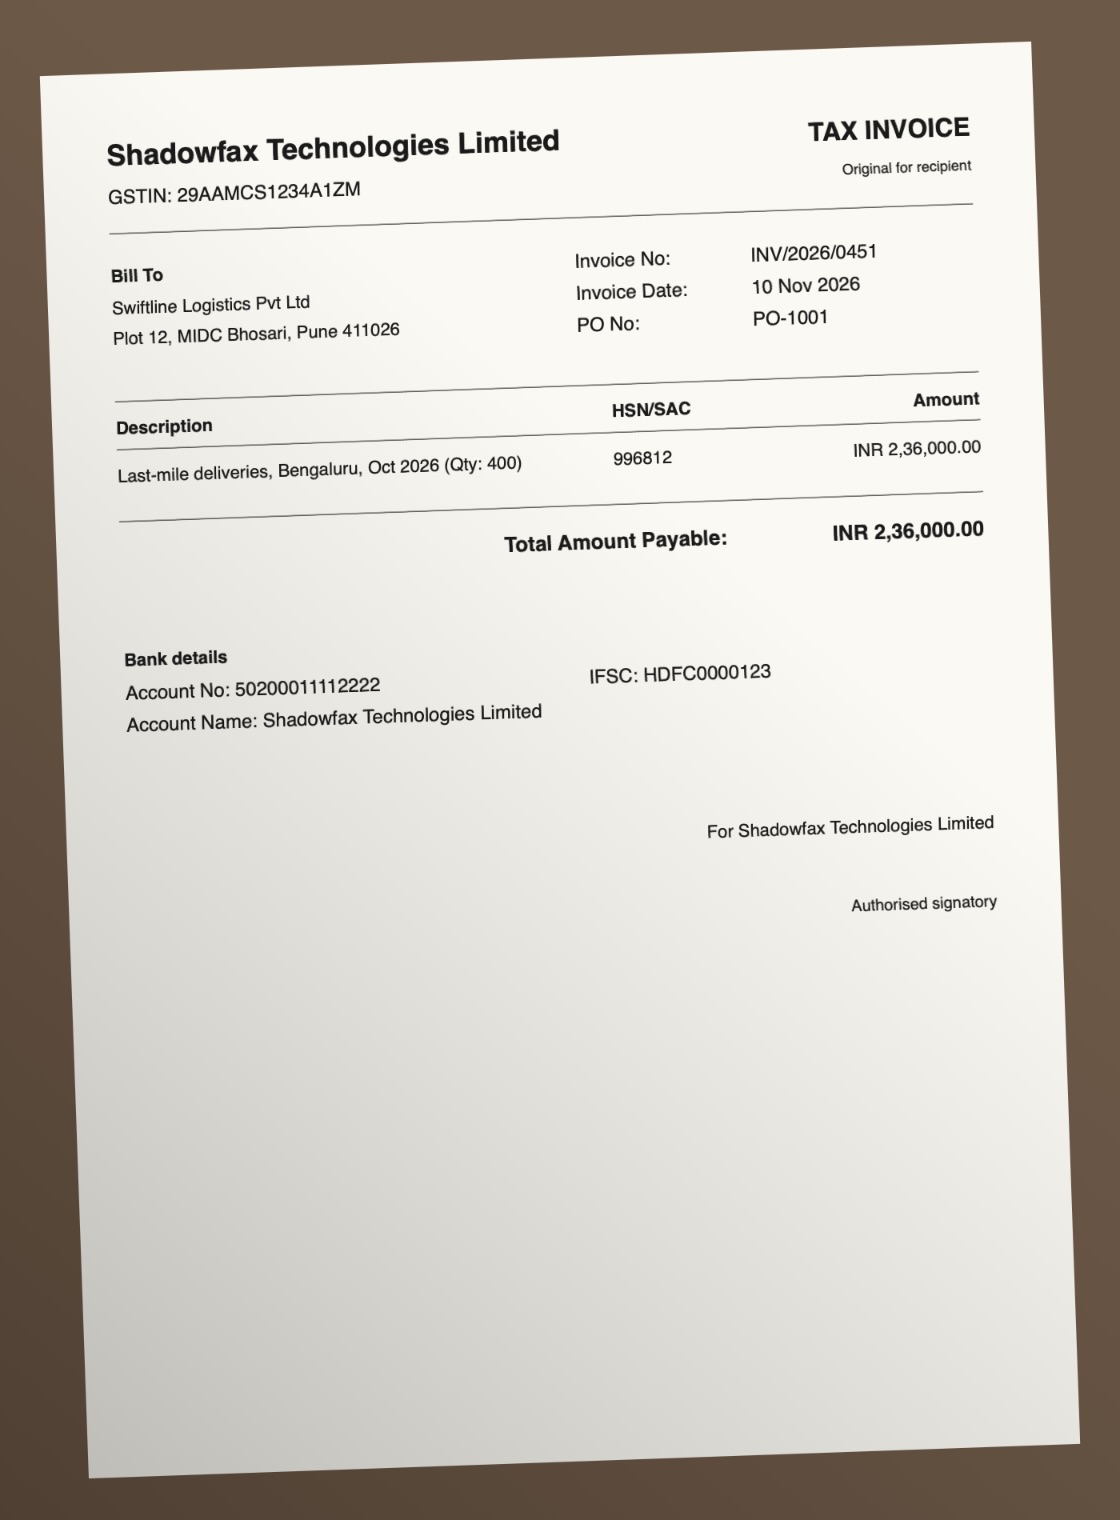 Shadowfax Technologies Limited
TAX INVOICE
GSTIN: 29AAMCS1234A1ZM
Original for recipient
Bill To
Swiftline Logistics Pvt Ltd
Plot 12, MIDC Bhosari, Pune 411026
Invoice No: INV/2026/0451
Invoice Date: 10 Nov 2026
PO No: PO-1001
Description HSN/SAC Amount
Last-mile deliveries, Bengaluru, Oct 2026 (Qty: 400) 996812 INR 2,36,000.00
Total Amount Payable: INR 2,36,000.00
Bank details
Account No: 50200011112222 IFSC: HDFC0000123
Account Name: Shadowfax Technologies Limited
For Shadowfax Technologies Limited
Authorised signatory